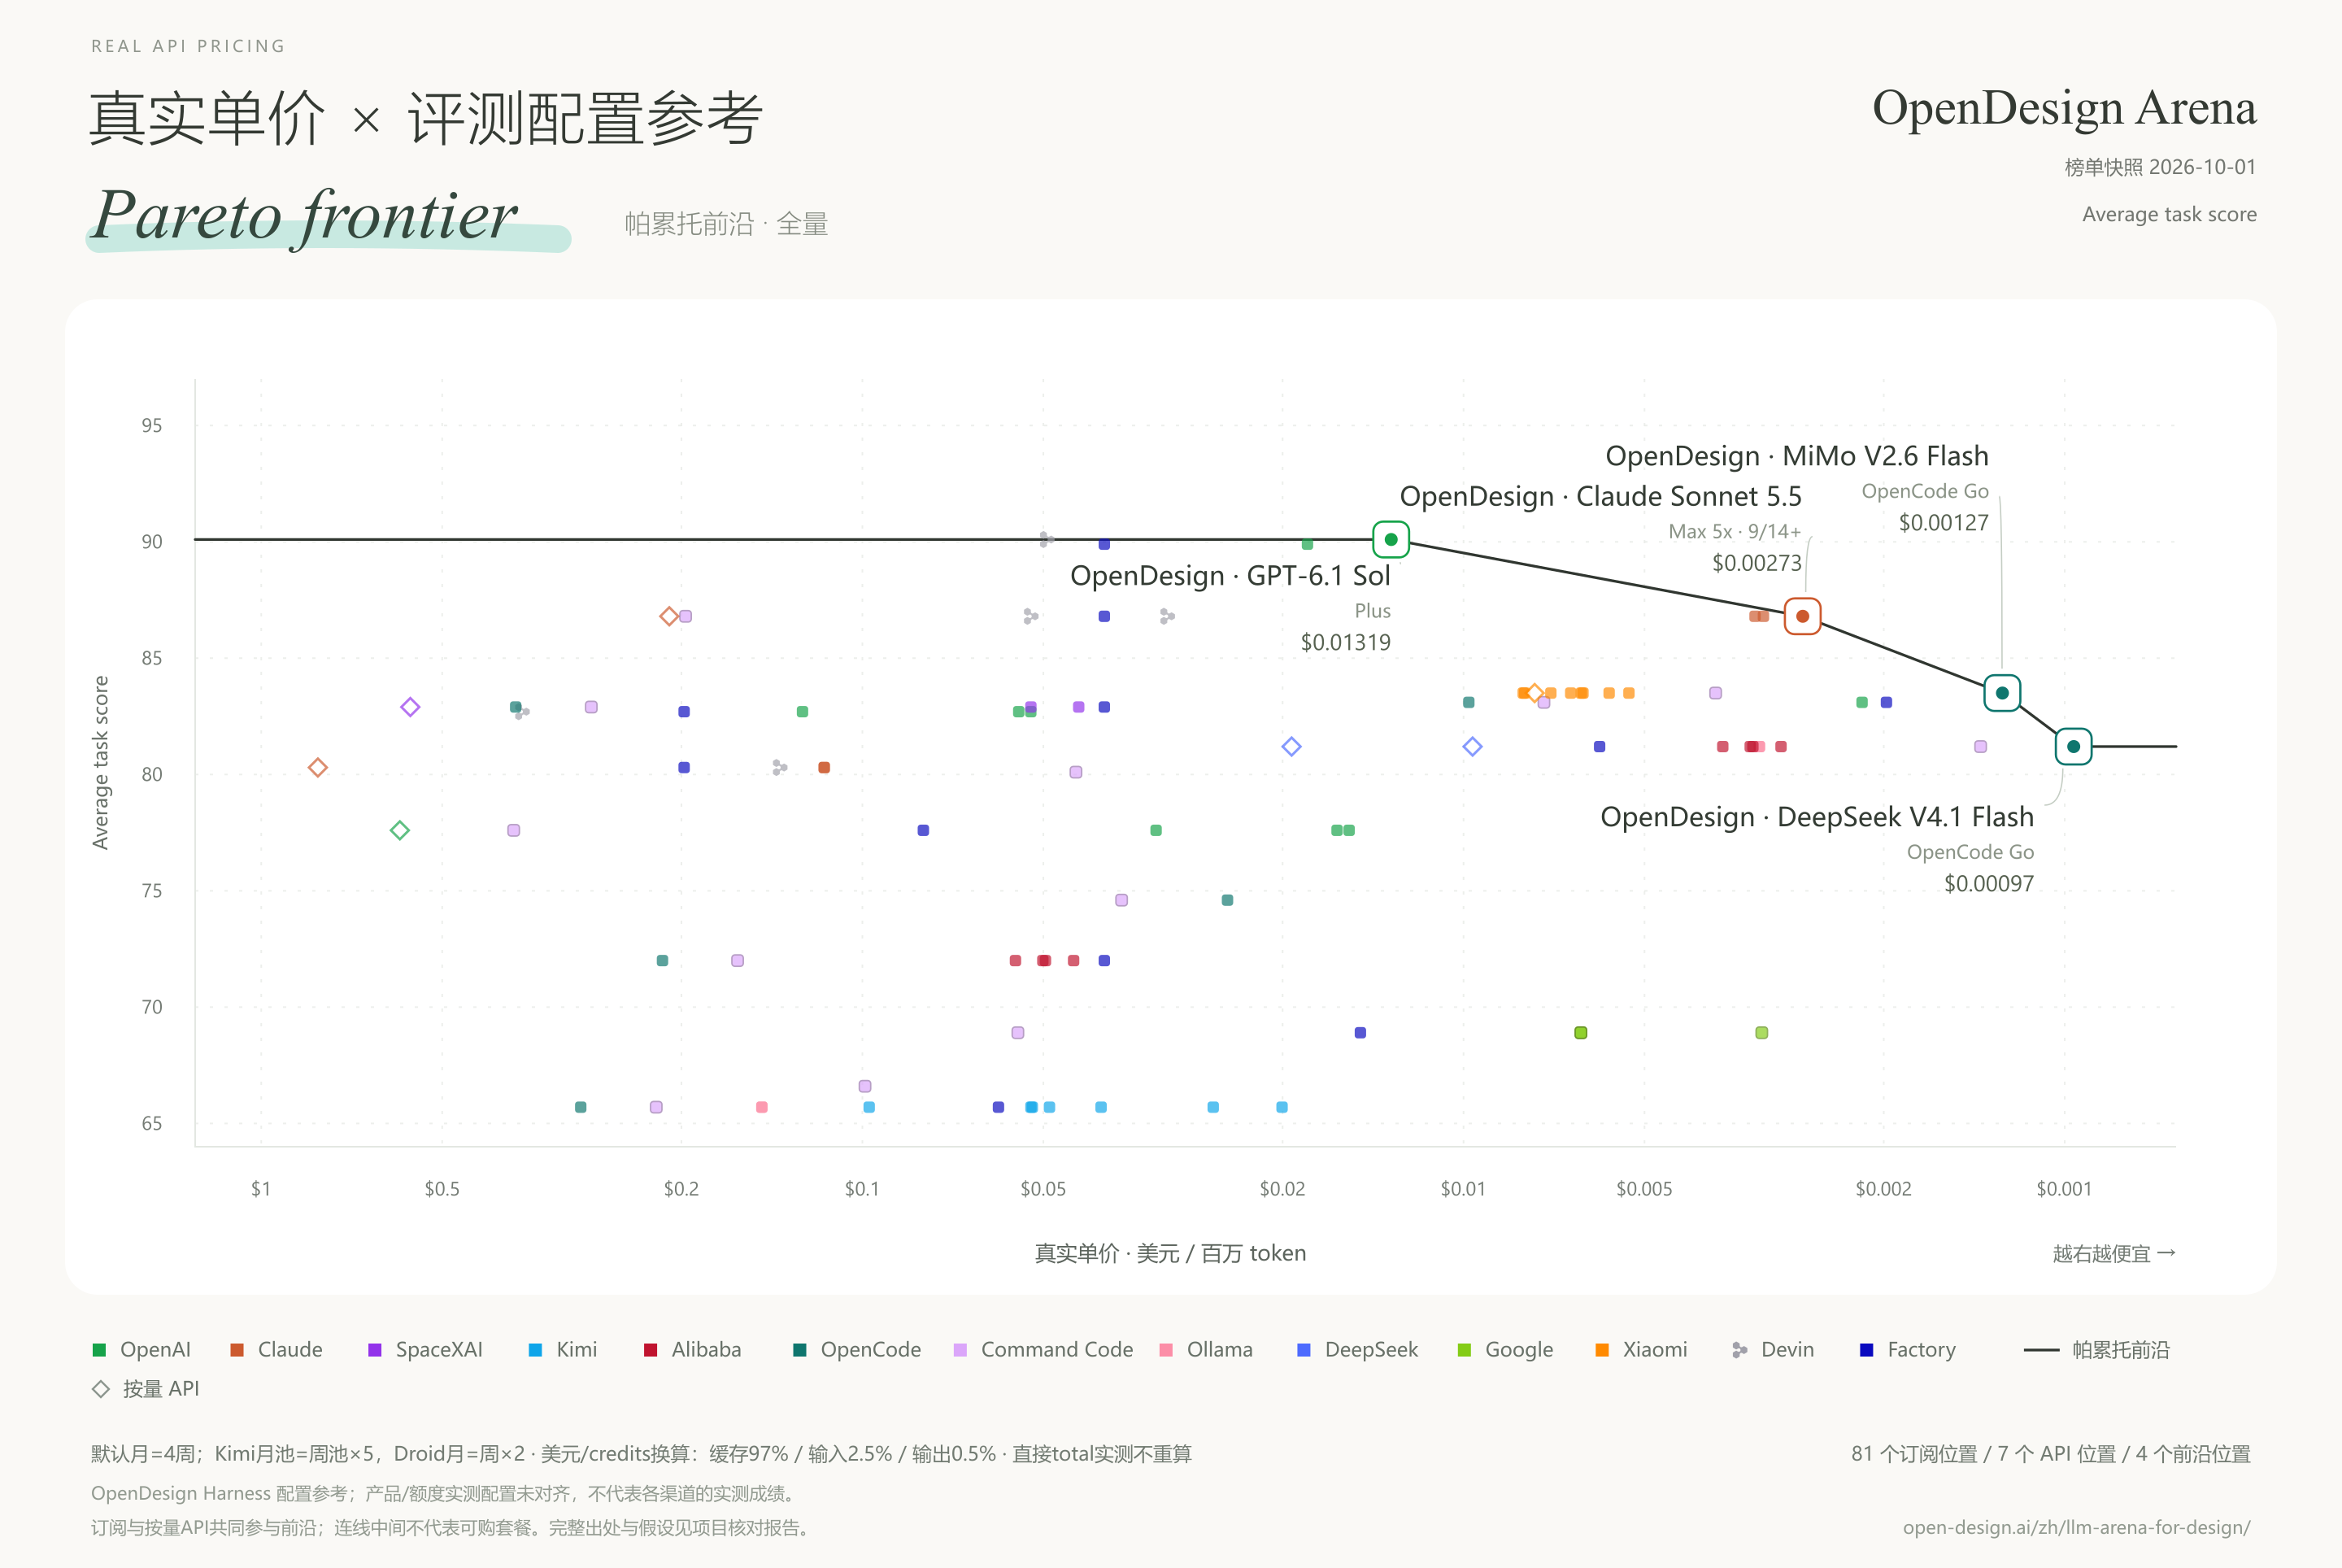 REAL API PRICING
真实单价 × 评测配置参考
Pareto frontier
帕累托前沿 · 全量
OpenDesign Arena
榜单快照 2026-10-01
Average task score
Average task score
95
90
85
80
75
70
65
OpenDesign · MiMo V2.6 Flash
OpenCode Go
$0.00127
OpenDesign · Claude Sonnet 5.5
Max 5x · 9/14+
$0.00273
OpenDesign · GPT-6.1 Sol
Plus
$0.01319
OpenDesign · DeepSeek V4.1 Flash
OpenCode Go
$0.00097
$1 $0.5 $0.2 $0.1 $0.05 $0.02 $0.01 $0.005 $0.002 $0.001
真实单价 · 美元 / 百万 token
越右越便宜 →
OpenAI Claude SpaceXAI Kimi Alibaba OpenCode Command Code Ollama DeepSeek Google Xiaomi Devin Factory 帕累托前沿
按量 API
默认月=4周；Kimi月池=周池×5，Droid月=周×2 · 美元/credits换算：缓存97% / 输入2.5% / 输出0.5% · 直接total实测不重算
81 个订阅位置 / 7 个 API 位置 / 4 个前沿位置
OpenDesign Harness 配置参考；产品/额度实测配置未对齐，不代表各渠道的实测成绩。
订阅与按量API共同参与前沿；连线中间不代表可购套餐。完整出处与假设见项目核对报告。
open-design.ai/zh/llm-arena-for-design/